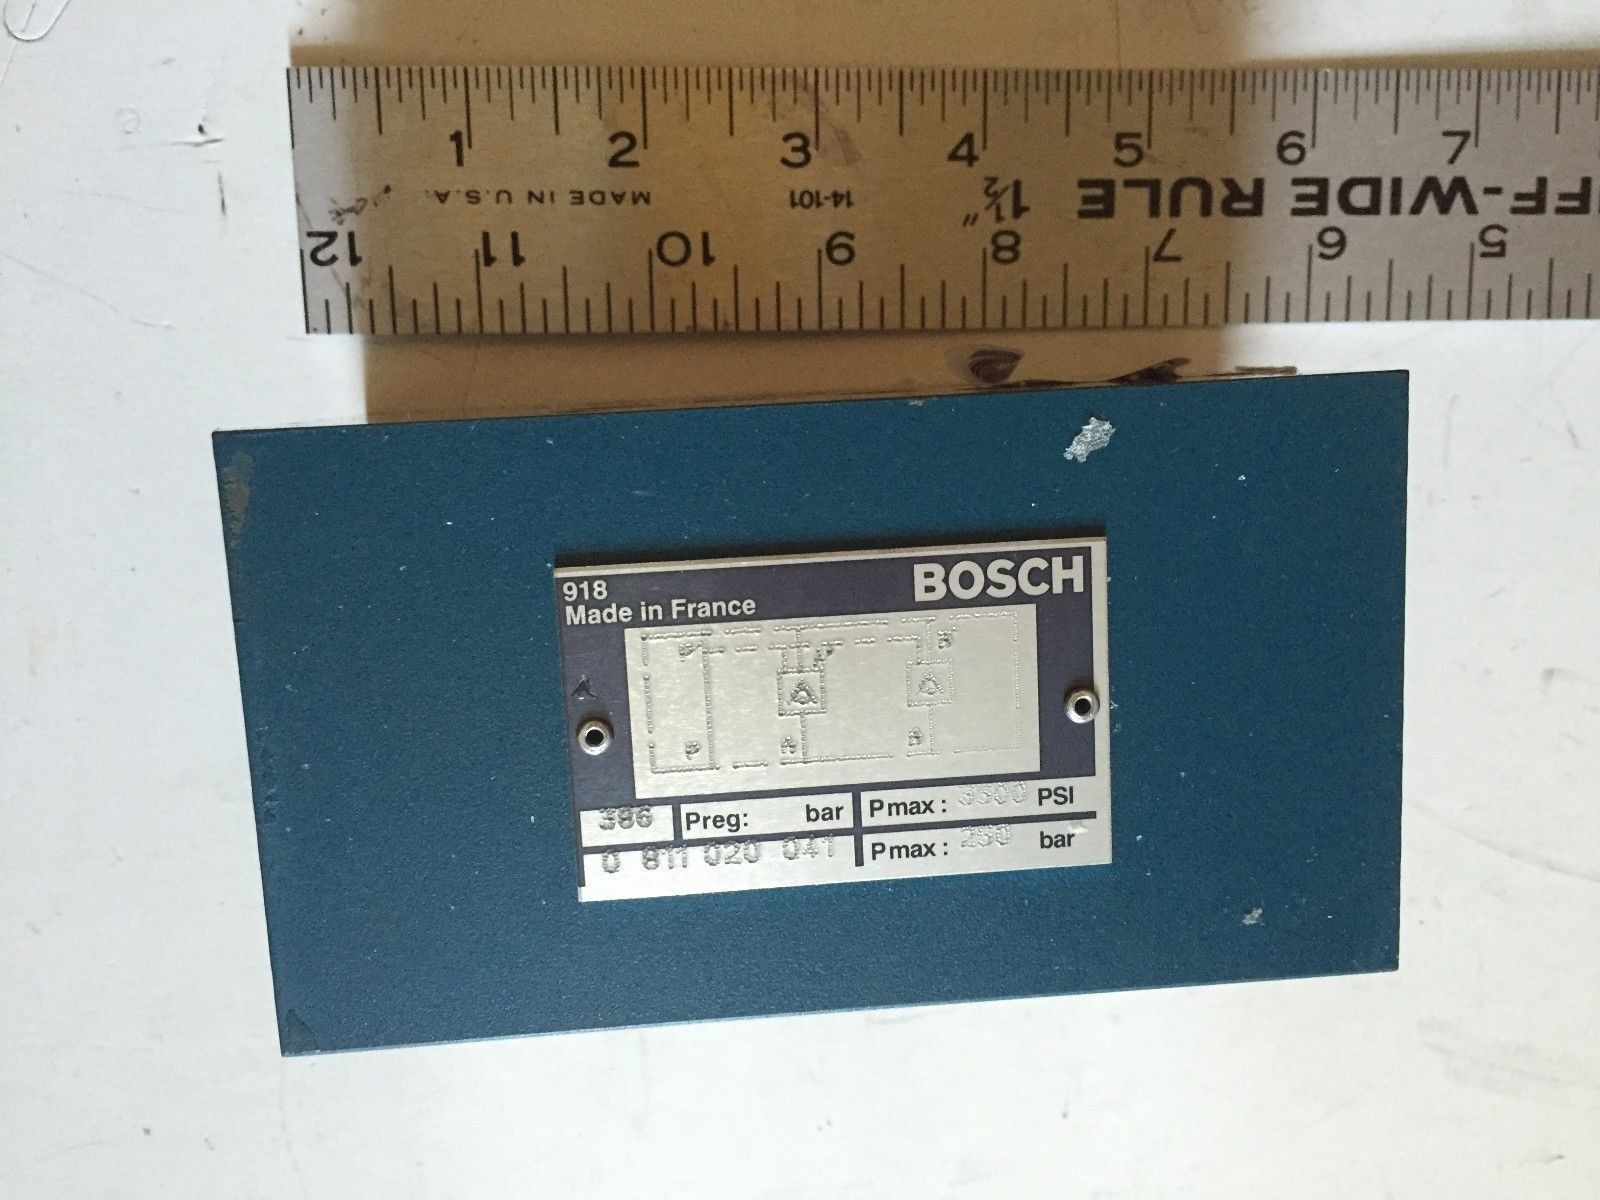 1 2 3 4 5 6 7
MADE IN U.S.A. 14-101 1½" FF-WIDE RULE
12 11 10 9 8 7 6 5
918 BOSCH
Made in France
P
B
P A A
386 Preg: bar Pmax: 3300 PSI
0 811 020 041 Pmax: 250 bar